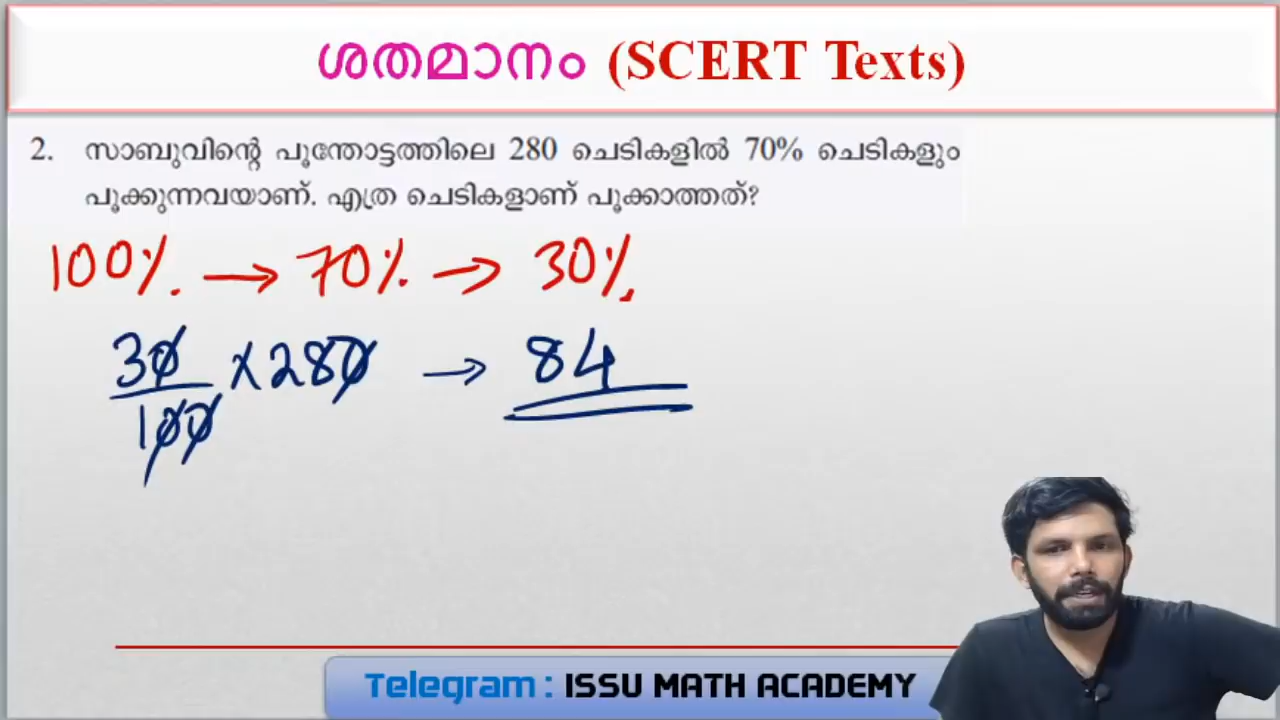 ശതമാനം (SCERT Texts)
2. സാബുവിന്റെ പൂന്തോട്ടത്തിലെ 280 ചെടികളിൽ 70% ചെടികളും
പൂക്കുന്നവയാണ്. എത്ര ചെടികളാണ് പൂക്കാത്തത്?
100% → 70% → 30%
30/100 × 280 → 84
Telegram : ISSU MATH ACADEMY